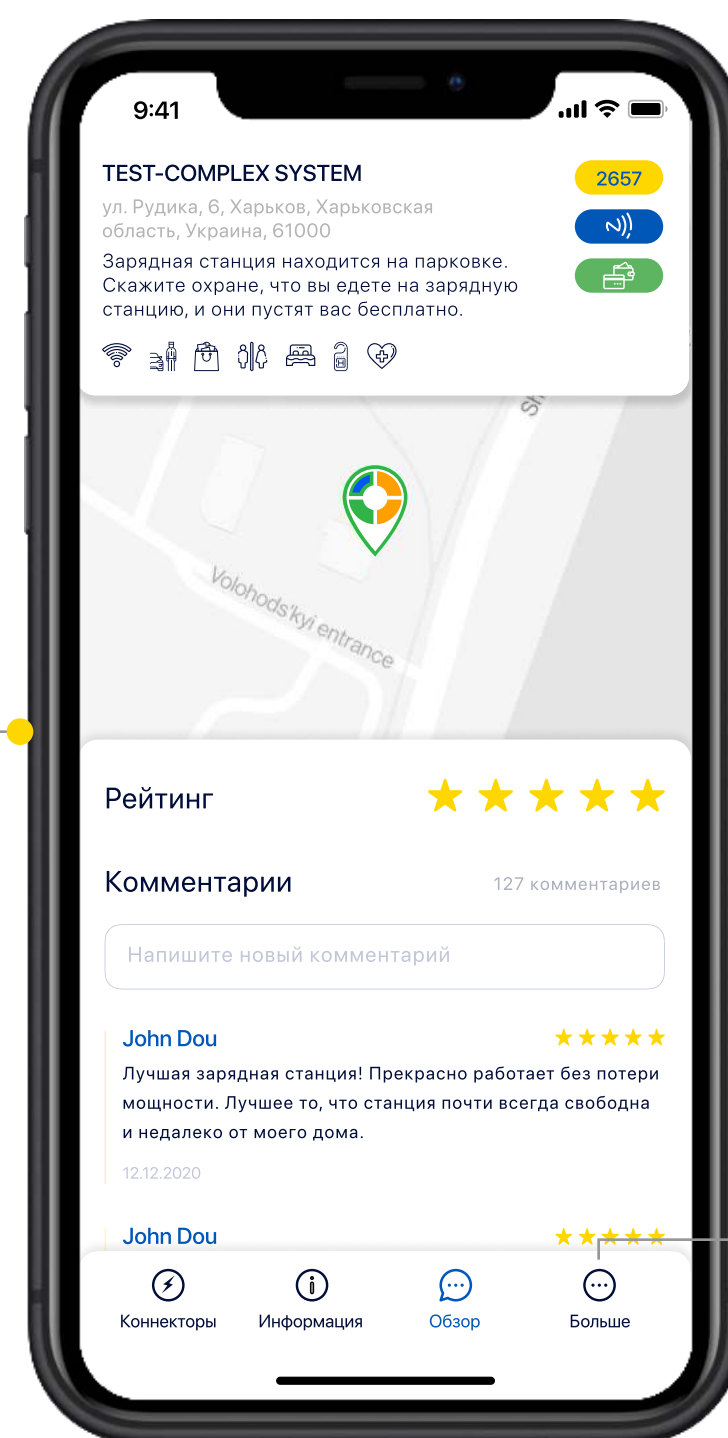 9:41
TEST-COMPLEX SYSTEM
2657
ул. Рудика, 6, Харьков, Харьковская
область, Украина, 61000
Зарядная станция находится на парковке.
Скажите охране, что вы едете на зарядную
станцию, и они пустят вас бесплатно.
Volohods'kyi entrance
Рейтинг
Комментарии
127 комментариев
Напишите новый комментарий
John Dou
Лучшая зарядная станция! Прекрасно работает без потери
мощности. Лучшее то, что станция почти всегда свободна
и недалеко от моего дома.
12.12.2020
John Dou
Коннекторы
Информация
Обзор
Больше